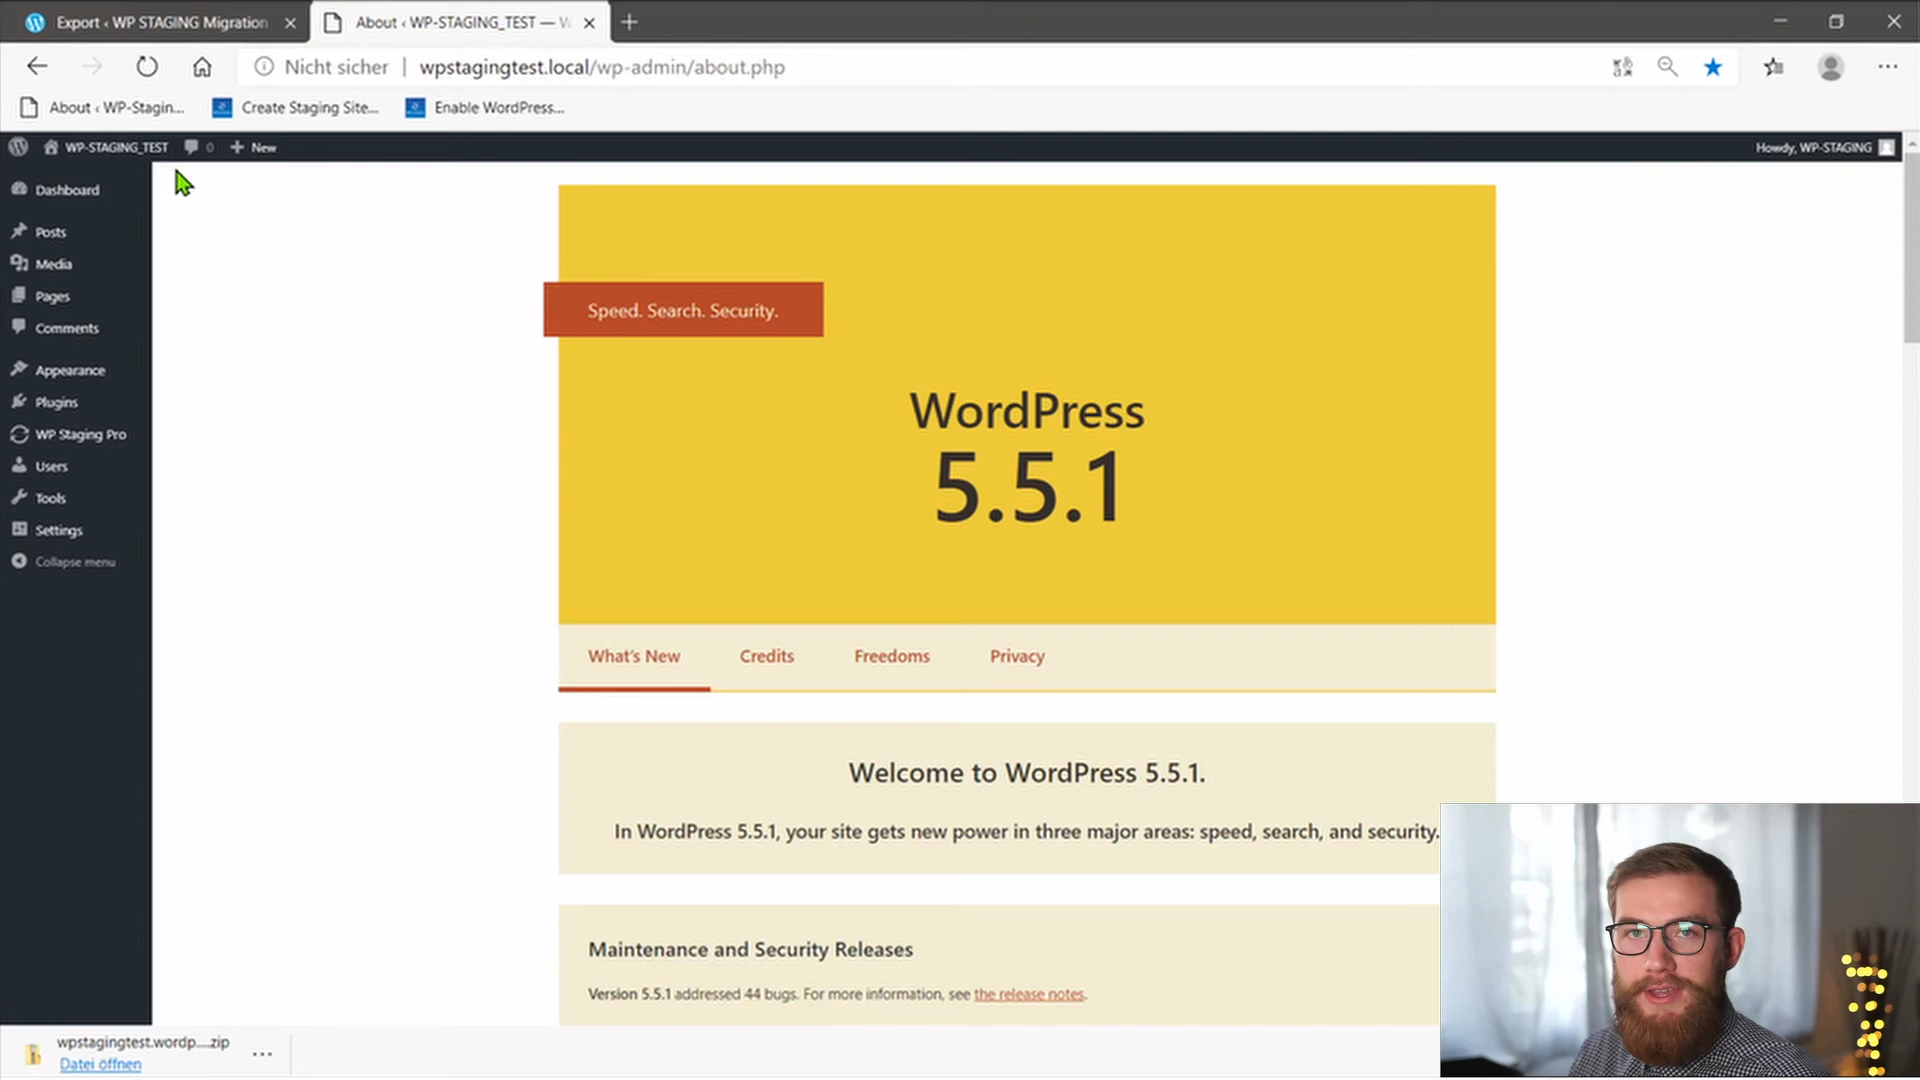 Export ‹ WP STAGING Migration
About ‹ WP-STAGING_TEST — W
Nicht sicher | wpstagingtest.local/wp-admin/about.php
About ‹ WP-Stagin...
Create Staging Site...
Enable WordPress...
WP-STAGING_TEST
0
New
Howdy, WP-STAGING
Dashboard
Posts
Media
Pages
Comments
Appearance
Plugins
WP Staging Pro
Users
Tools
Settings
Collapse menu
Speed. Search. Security.
WordPress
5.5.1
What's New
Credits
Freedoms
Privacy
Welcome to WordPress 5.5.1.
In WordPress 5.5.1, your site gets new power in three major areas: speed, search, and security.
Maintenance and Security Releases
Version 5.5.1 addressed 44 bugs. For more information, see the release notes.
wpstagingtest.wordp....zip
Datei öffnen